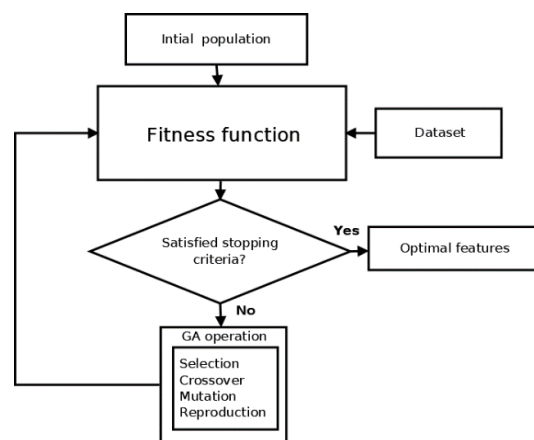 Intial population
Fitness function
Dataset
Satisfied stopping
criteria?
Yes
Optimal features
No
GA operation
Selection
Crossover
Mutation
Reproduction